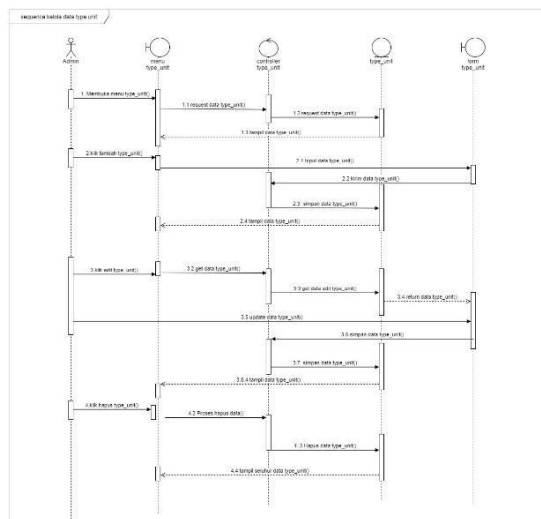 sequence kelola data type unit
Admin
menu
type_unit
controller
type_unit
type_unit
form
type_unit
1. Membuka menu type_unit()
1.1 request data type_unit()
1.2 request data type_unit()
1.3 tampil data type_unit()
2.klik tambah type_unit()
2.1 input data type_unit()
2.2 kirim data type_unit()
2.3 simpan data type_unit()
2.4 tampil data type_unit()
3.klik edit type_unit()
3.2 get data type_unit()
3.3 get data edit type_unit()
3.4 return data type_unit()
3.5 update data type_unit()
3.6 simpan data type_unit()
3.7 simpan data type_unit()
3.8.4 tampil data type_unit()
4.klik hapus type_unit()
4.2 Proses hapus data()
Hapus data type_unit()
4.4 tampil seluruh data type_unit()